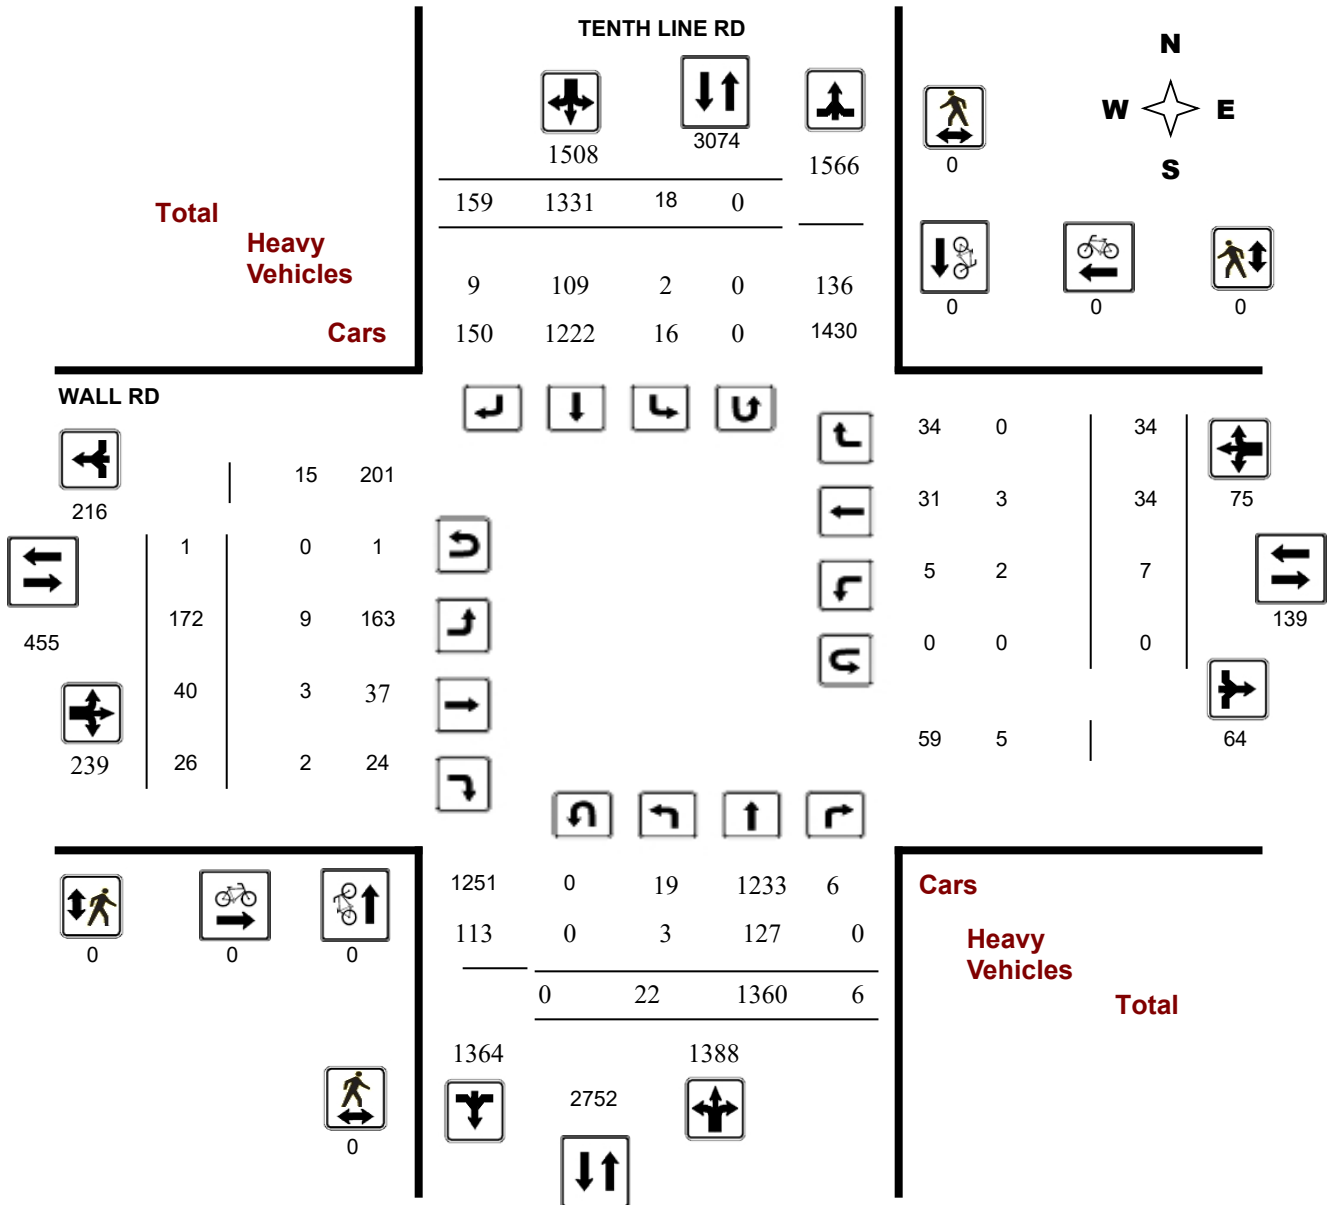 TENTH LINE RD
N
W E
S
1508 3074 1566
0
159 1331 18 0
Total
Heavy
Vehicles
9 109 2 0 136
0 0 0
Cars
150 1222 16 0 1430
WALL RD
34 0 34
15 201
216
31 3 34 75
1 0 1
5 2 7
172 9 163
139
455
0 0 0
40 3 37
59 5 64
239 26 2 24
1251 0 19 1233 6
Cars
113 0 3 127 0
Heavy
Vehicles
0 0 0
0 22 1360 6
Total
1364 1388
2752
0